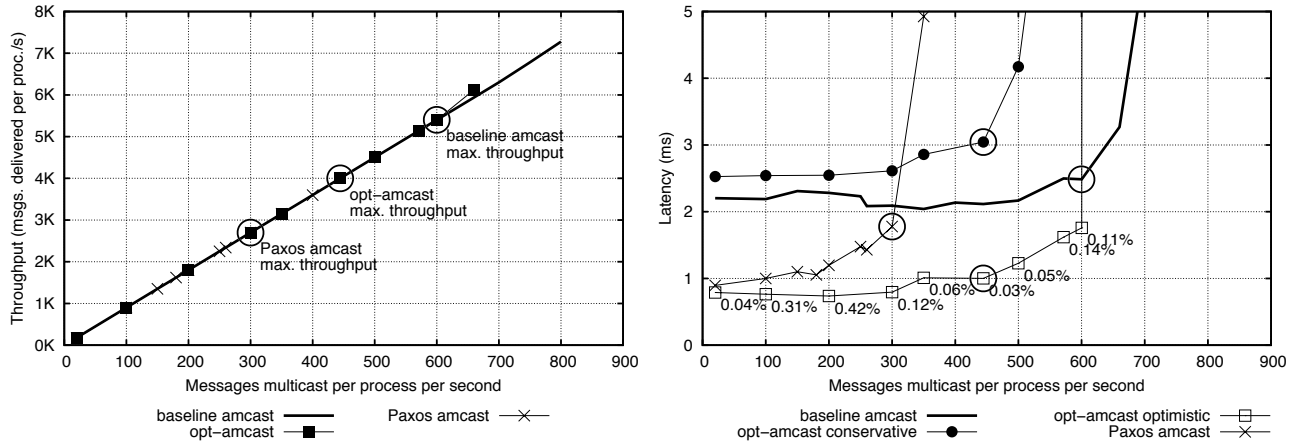 8K
7K
6K
5K
4K
3K
2K
1K
0K
0 100 200 300 400 500 600 700 800 900
Throughput (msgs. delivered per proc./s)
Messages multicast per process per second
baseline amcast
max. throughput
opt-amcast
max. throughput
Paxos amcast
max. throughput
baseline amcast
opt-amcast
Paxos amcast
5
4
3
2
1
0
0 100 200 300 400 500 600 700 800 900
Latency (ms)
Messages multicast per process per second
0.04%
0.31%
0.42%
0.12%
0.06%
0.03%
0.05%
0.14%
0.11%
baseline amcast
opt-amcast conservative
opt-amcast optimistic
Paxos amcast